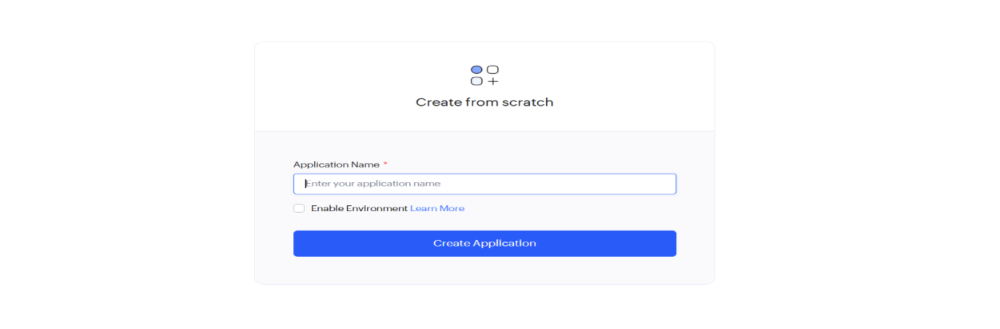 Create from scratch
Application Name *
Enter your application name
Enable Environment Learn More
Create Application